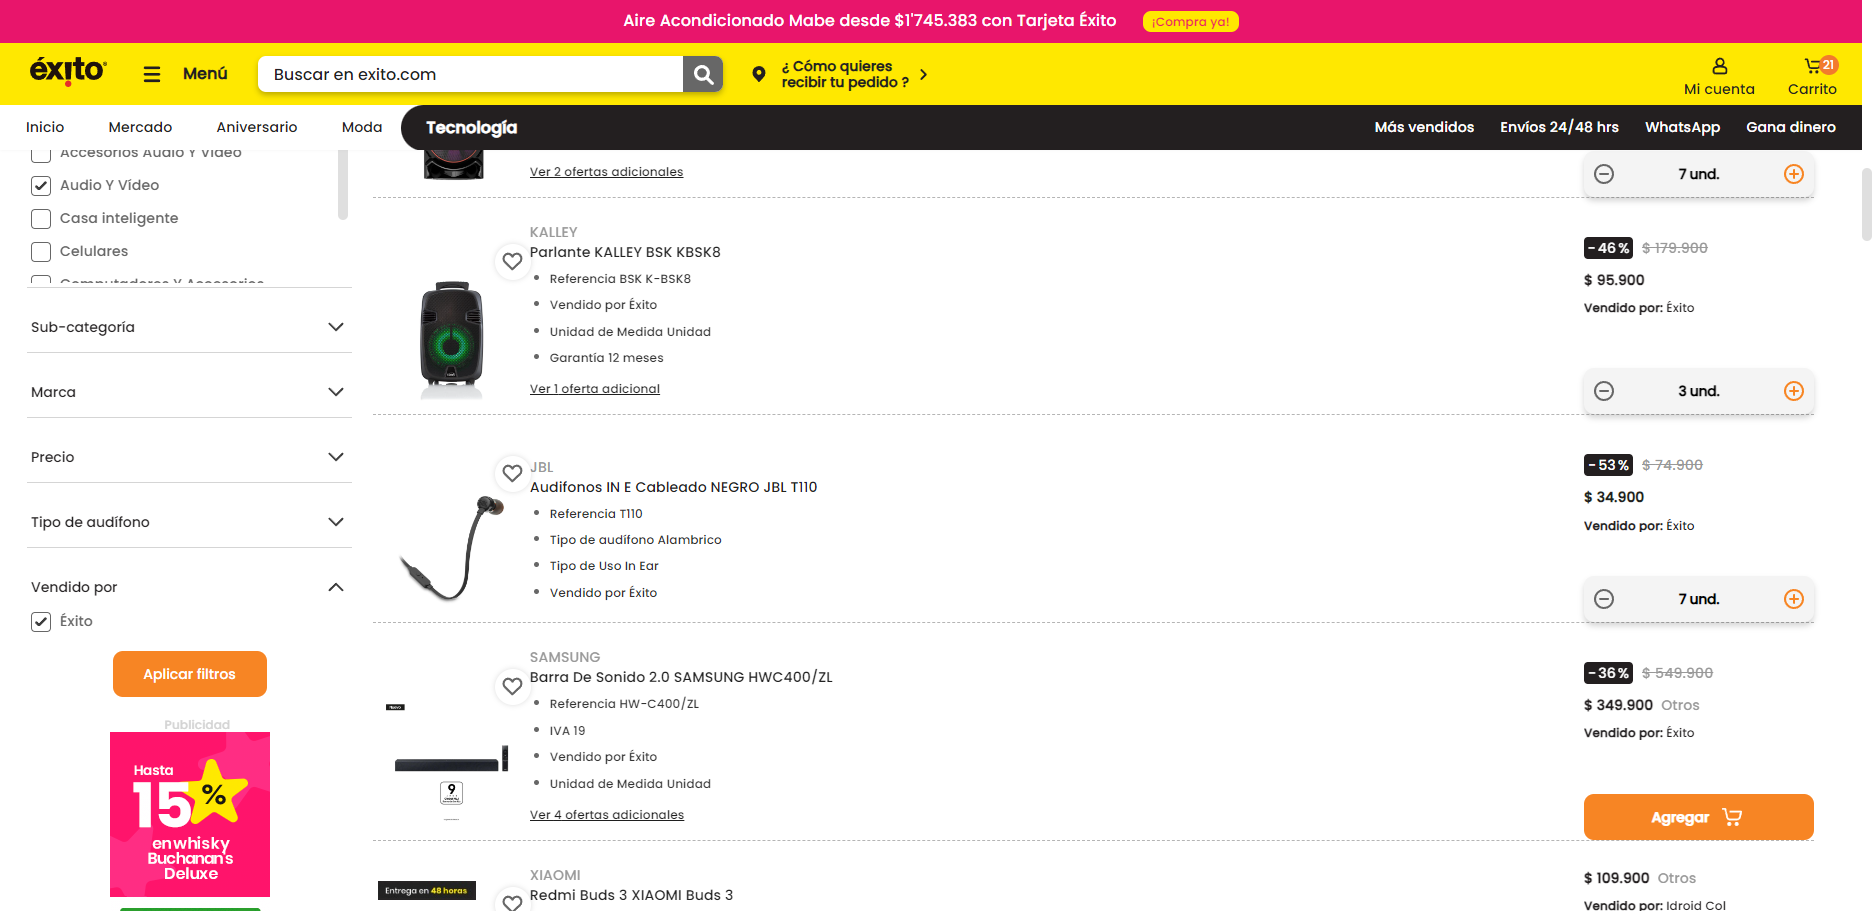 Aire Acondicionado Mabe desde $1'745.383 con Tarjeta Éxito
¡Compra ya!
éxito
Menú
Buscar en exito.com
¿ Cómo quieres
recibir tu pedido ?
Mi cuenta
21
Carrito
Inicio
Mercado
Aniversario
Moda
Tecnología
Más vendidos
Envíos 24/48 hrs
WhatsApp
Gana dinero
Accesorios Audio Y Video
Audio Y Vídeo
Casa inteligente
Celulares
Computadores Y Accesorios
Sub-categoría
Marca
Precio
Tipo de audífono
Vendido por
Éxito
Aplicar filtros
Publicidad
Hasta
15%
en whisky
Buchanan's
Deluxe
Ver 2 ofertas adicionales
7 und.
KALLEY
Parlante KALLEY BSK KBSK8
Referencia BSK K-BSK8
Vendido por Éxito
Unidad de Medida Unidad
Garantía 12 meses
Ver 1 oferta adicional
-46%
$ 179.900
$ 95.900
Vendido por: Éxito
3 und.
JBL
Audifonos IN E Cableado NEGRO JBL T110
Referencia T110
Tipo de audífono Alambrico
Tipo de Uso In Ear
Vendido por Éxito
-53%
$ 74.900
$ 34.900
Vendido por: Éxito
7 und.
SAMSUNG
Barra De Sonido 2.0 SAMSUNG HWC400/ZL
Referencia HW-C400/ZL
IVA 19
Vendido por Éxito
Unidad de Medida Unidad
Ver 4 ofertas adicionales
Nuevo
9
-36%
$ 549.900
$ 349.900 Otros
Vendido por: Éxito
Agregar
Entrega en 48 horas
XIAOMI
Redmi Buds 3 XIAOMI Buds 3
$ 109.900 Otros
Vendido por: Idroid Col